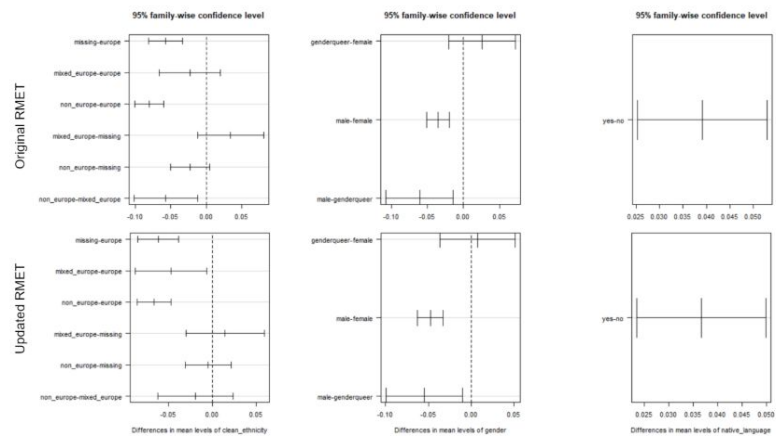 95% family-wise confidence level
95% family-wise confidence level
95% family-wise confidence level
Original RMET
missing-europe
mixed_europe-europe
non_europe-europe
mixed_europe-missing
non_europe-missing
non_europe-mixed_europe
-0.10 -0.05 0.00 0.05
genderqueer-female
male-female
male-genderqueer
-0.10 -0.05 0.00 0.05
yes-no
0.025 0.030 0.035 0.040 0.045 0.050
Updated RMET
missing-europe
mixed_europe-europe
non_europe-europe
mixed_europe-missing
non_europe-missing
non_europe-mixed_europe
-0.05 0.00 0.05
Differences in mean levels of clean_ethnicity
genderqueer-female
male-female
male-genderqueer
-0.10 -0.05 0.00 0.05
Differences in mean levels of gender
yes-no
0.025 0.030 0.035 0.040 0.045 0.050
Differences in mean levels of native_language